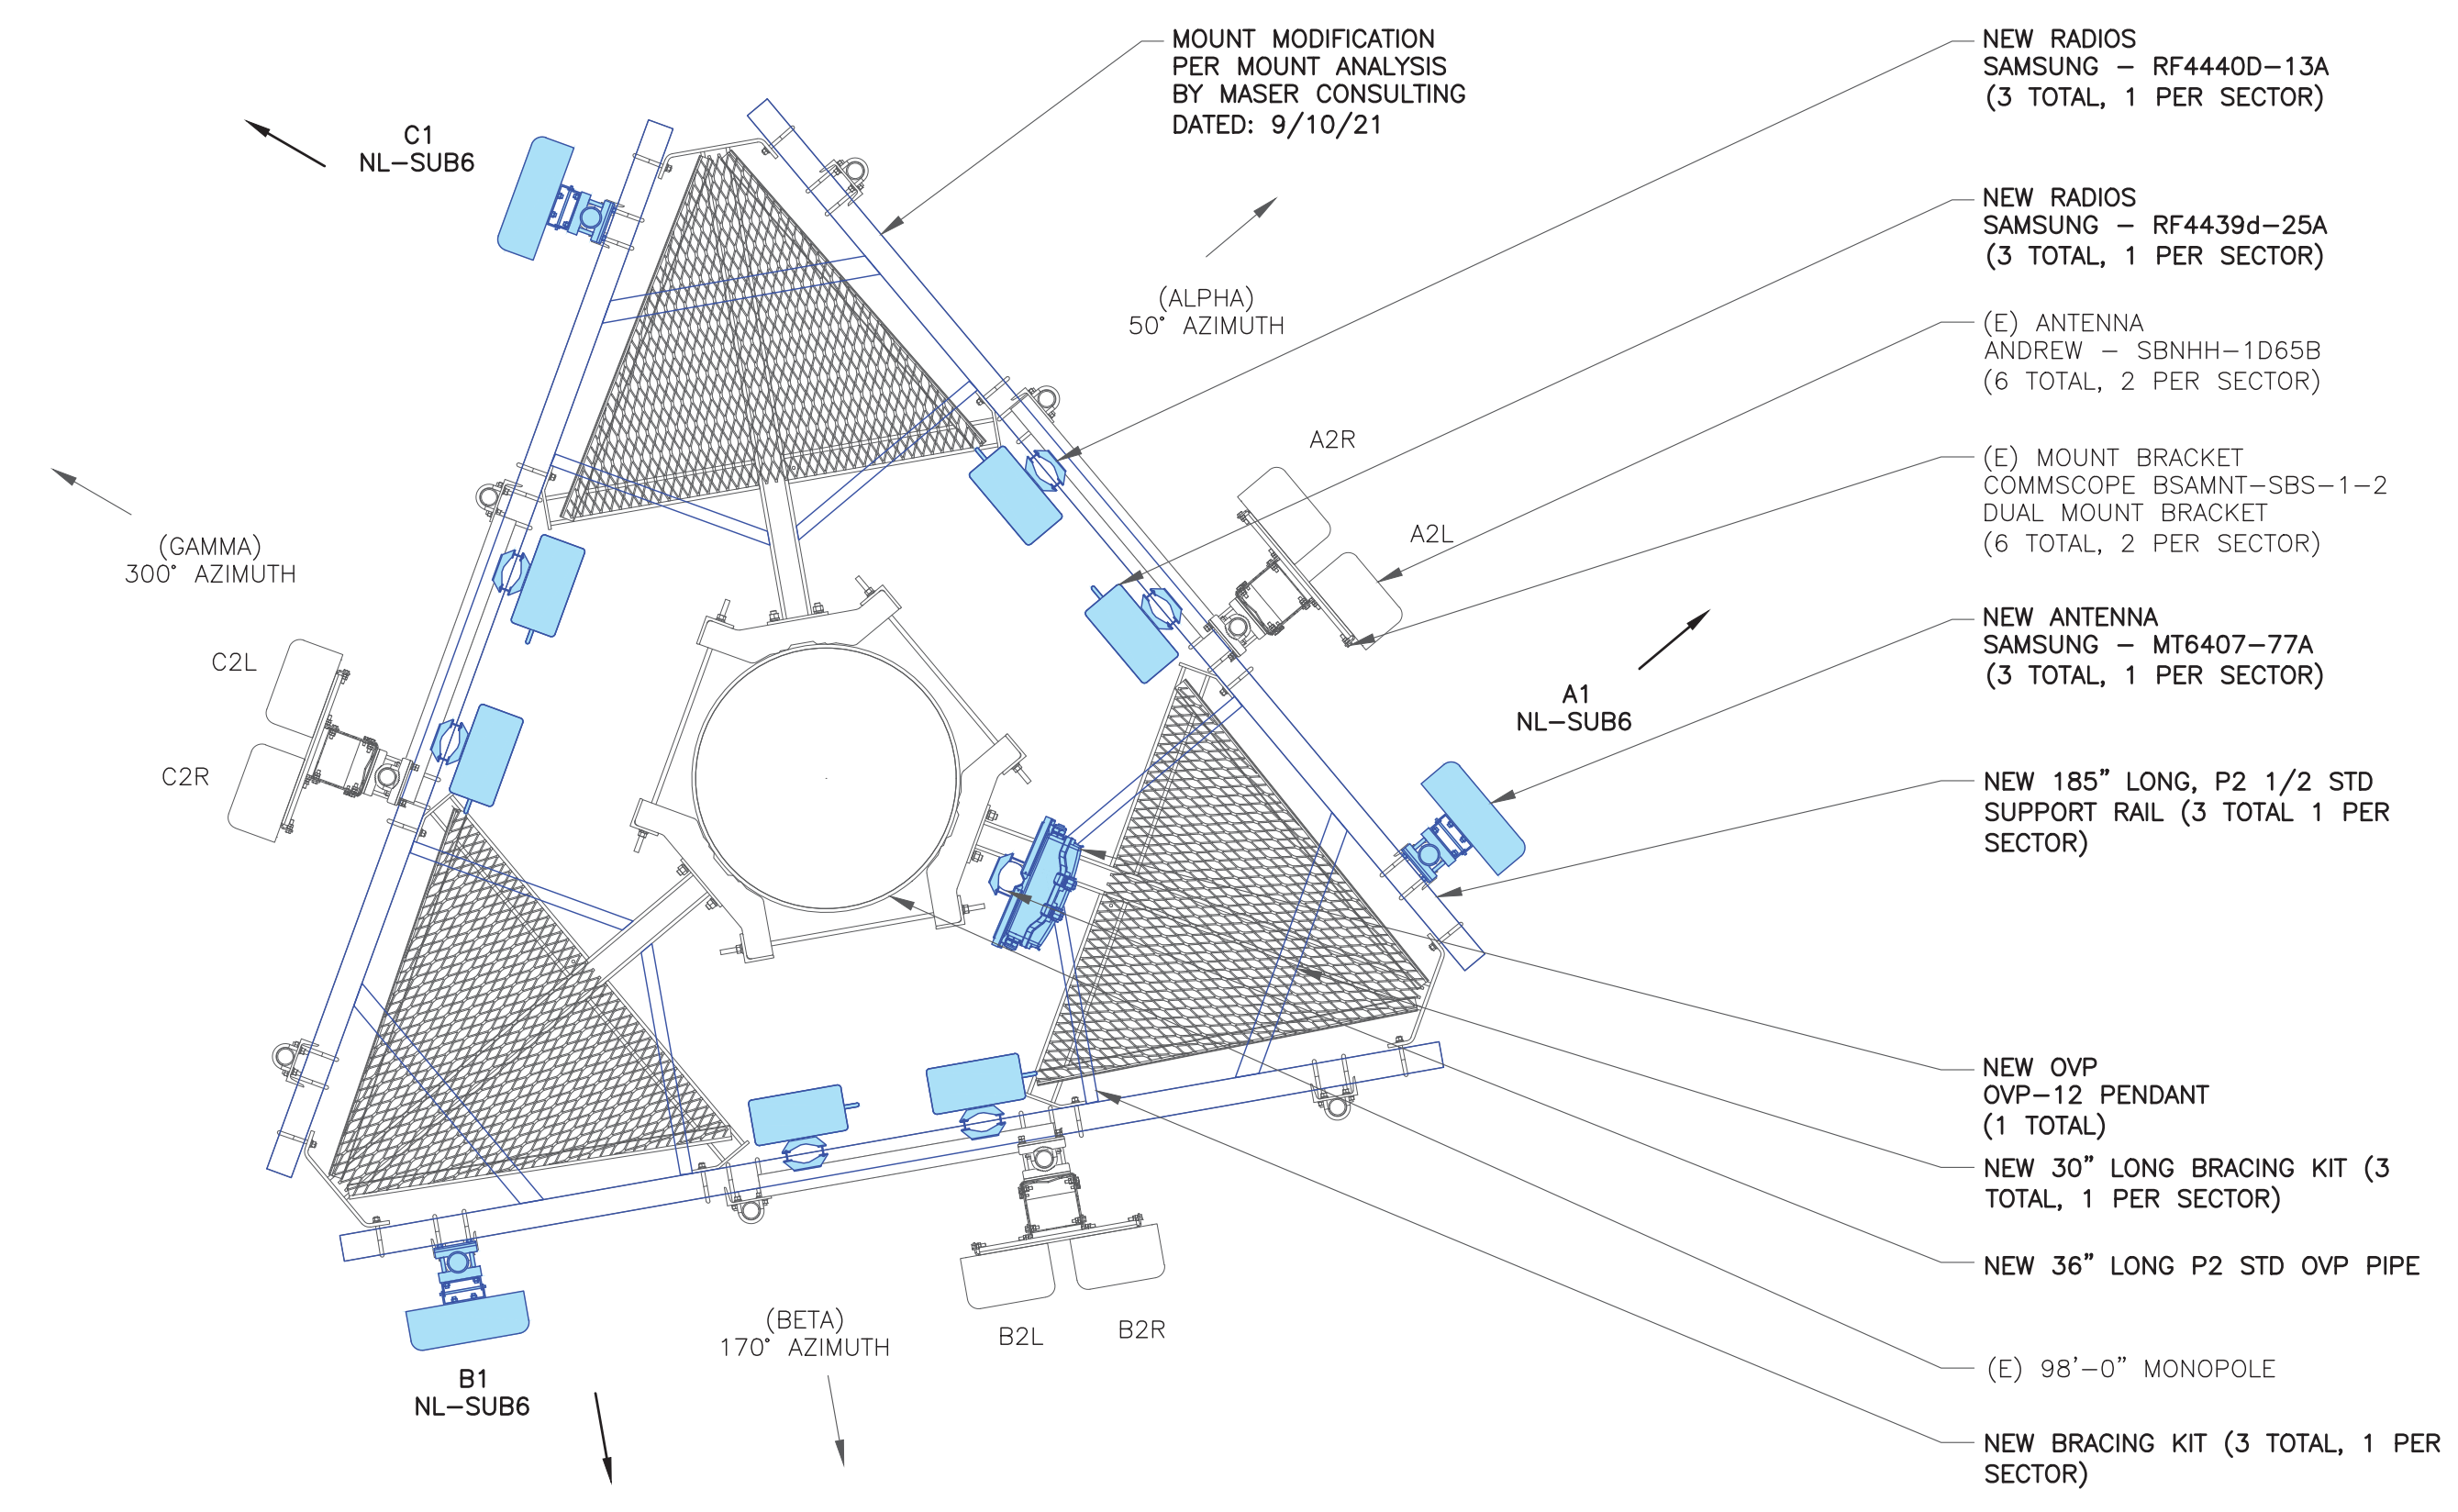 MOUNT MODIFICATION
PER MOUNT ANALYSIS
BY MASER CONSULTING
DATED: 9/10/21
C1
NL-SUB6
(ALPHA)
50° AZIMUTH
(GAMMA)
300° AZIMUTH
A2R
A2L
C2L
C2R
A1
NL-SUB6
(BETA)
170° AZIMUTH
B2L
B2R
B1
NL-SUB6
NEW RADIOS
SAMSUNG - RF4440D-13A
(3 TOTAL, 1 PER SECTOR)
NEW RADIOS
SAMSUNG - RF4439d-25A
(3 TOTAL, 1 PER SECTOR)
(E) ANTENNA
ANDREW - SBNHH-1D65B
(6 TOTAL, 2 PER SECTOR)
(E) MOUNT BRACKET
COMMSCOPE BSAMNT-SBS-1-2
DUAL MOUNT BRACKET
(6 TOTAL, 2 PER SECTOR)
NEW ANTENNA
SAMSUNG - MT6407-77A
(3 TOTAL, 1 PER SECTOR)
NEW 185" LONG, P2 1/2 STD
SUPPORT RAIL (3 TOTAL 1 PER
SECTOR)
NEW OVP
OVP-12 PENDANT
(1 TOTAL)
NEW 30" LONG BRACING KIT (3
TOTAL, 1 PER SECTOR)
NEW 36" LONG P2 STD OVP PIPE
(E) 98'-0" MONOPOLE
NEW BRACING KIT (3 TOTAL, 1 PER
SECTOR)